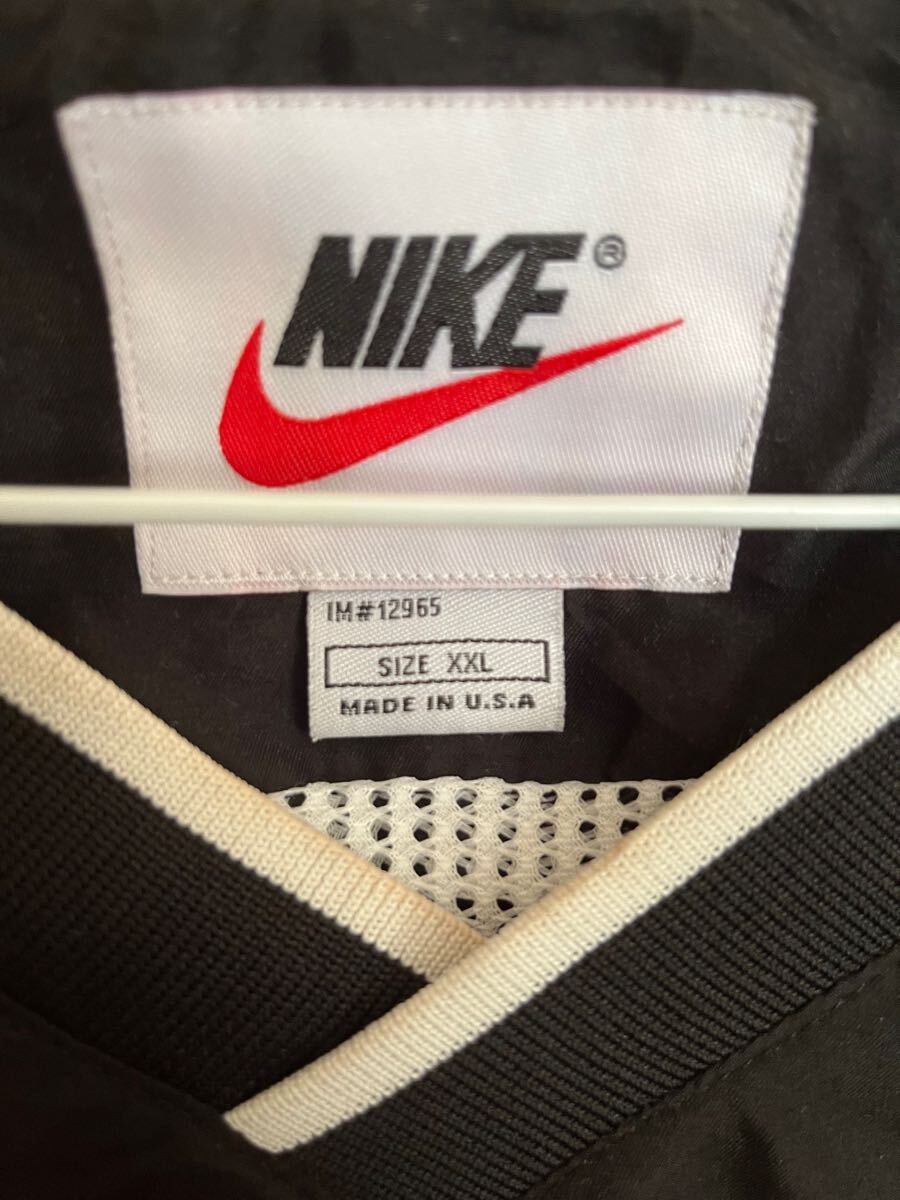 NIKE®
IM#12965
SIZE XXL
MADE IN U.S.A